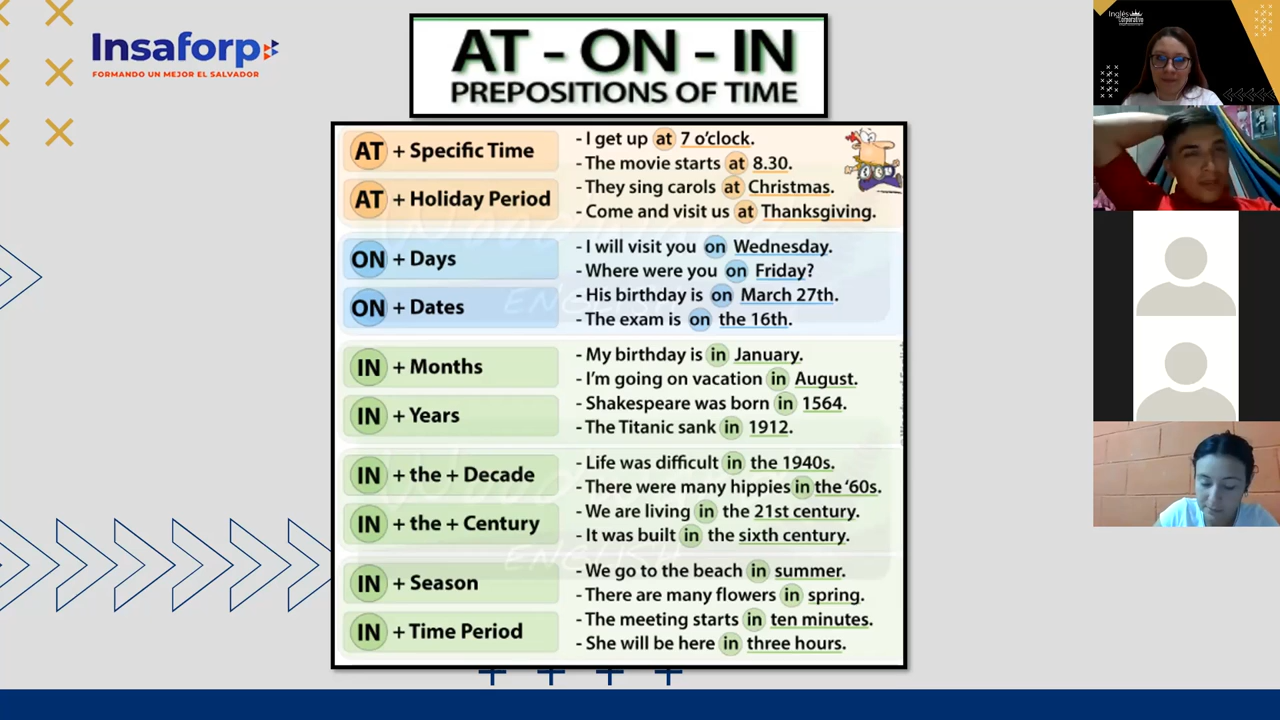 Insaforp
FORMANDO UN MEJOR EL SALVADOR
AT - ON - IN
PREPOSITIONS OF TIME
AT + Specific Time
- I get up at 7 o'clock.
- The movie starts at 8.30.
AT + Holiday Period
- They sing carols at Christmas.
- Come and visit us at Thanksgiving.
ON + Days
- I will visit you on Wednesday.
- Where were you on Friday?
ON + Dates
- His birthday is on March 27th.
- The exam is on the 16th.
IN + Months
- My birthday is in January.
- I'm going on vacation in August.
IN + Years
- Shakespeare was born in 1564.
- The Titanic sank in 1912.
IN + the + Decade
- Life was difficult in the 1940s.
- There were many hippies in the '60s.
IN + the + Century
- We are living in the 21st century.
- It was built in the sixth century.
IN + Season
- We go to the beach in summer.
- There are many flowers in spring.
IN + Time Period
- The meeting starts in ten minutes.
- She will be here in three hours.
Inglés
Corporativo
ENGLISH
ENGLISH